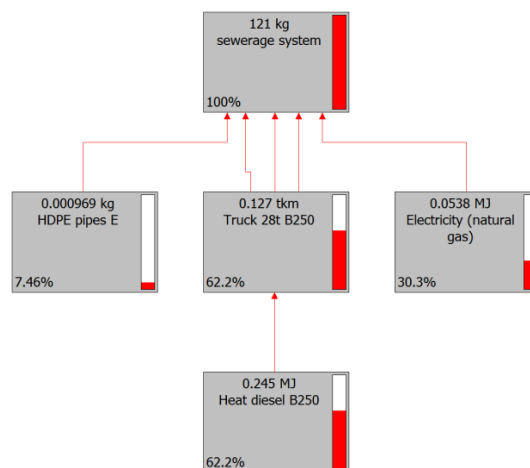 121 kg
sewerage system
100%
0.000969 kg
HDPE pipes E
7.46%
0.127 tkm
Truck 28t B250
62.2%
0.0538 MJ
Electricity (natural
gas)
30.3%
0.245 MJ
Heat diesel B250
62.2%